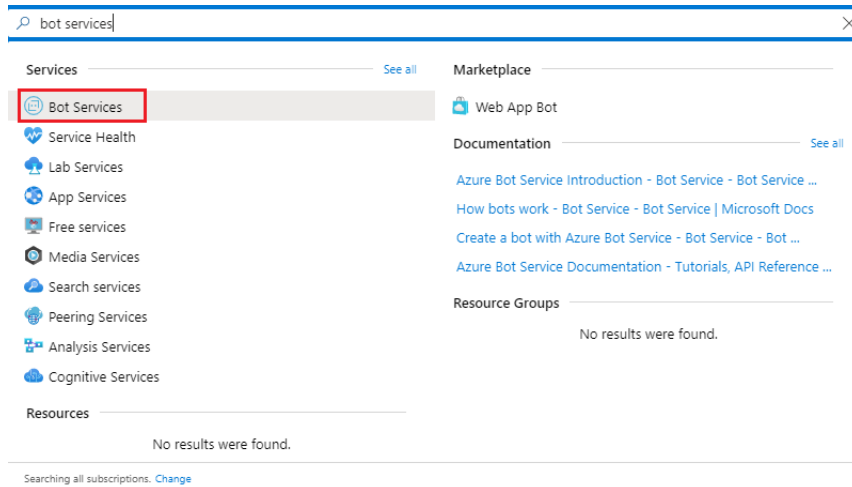 bot services
Services
See all
Bot Services
Service Health
Lab Services
App Services
Free services
Media Services
Search services
Peering Services
Analysis Services
Cognitive Services
Resources
No results were found.
Marketplace
Web App Bot
Documentation
See all
Azure Bot Service Introduction - Bot Service - Bot Service ...
How bots work - Bot Service - Bot Service | Microsoft Docs
Create a bot with Azure Bot Service - Bot Service - Bot ...
Azure Bot Service Documentation - Tutorials, API Reference ...
Resource Groups
No results were found.
Searching all subscriptions. Change